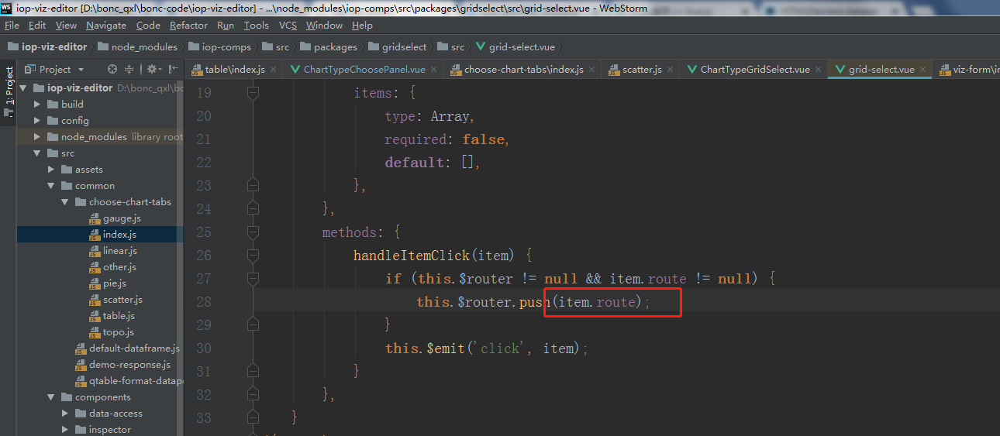 iop-viz-editor [D:\bonc_qxl\bonc-code\iop-viz-editor] - ...\node_modules\iop-comps\src\packages\gridselect\src\grid-select.vue - WebStorm
File Edit View Navigate Code Refactor Run Tools VCS Window Help
iop-viz-editor node_modules iop-comps src packages gridselect src grid-select.vue
1: Project
Project
table\index.js ChartTypeChoosePanel.vue choose-chart-tabs\index.js scatter.js ChartTypeGridSelect.vue grid-select.vue viz-form\in
iop-viz-editor D:\bonc_qxl\bo
build
config
node_modules library root
src
assets
common
choose-chart-tabs
gauge.js
index.js
linear.js
other.js
pie.js
scatter.js
table.js
topo.js
default-dataframe.js
demo-response.js
qtable-format-datap
components
data-access
inspector
19 items: {
20 type: Array,
21 required: false,
22 default: [],
23 },
24 },
25 methods: {
26 handleItemClick(item) {
27 if (this.$router != null && item.route != null) {
28 this.$router.push(item.route);
29 }
30 this.$emit('click', item);
31 }
32 },
33 }